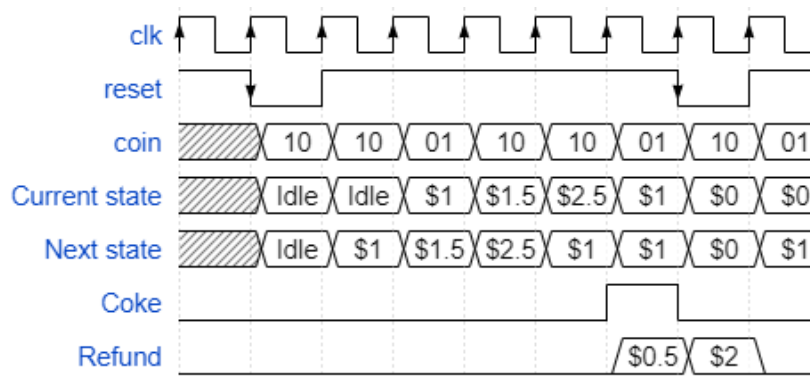 clk
reset
coin 10 10 01 10 10 01 10 01
Current state Idle Idle $1 $1.5 $2.5 $1 $0 $0
Next state Idle $1 $1.5 $2.5 $1 $1 $0 $1
Coke
Refund $0.5 $2